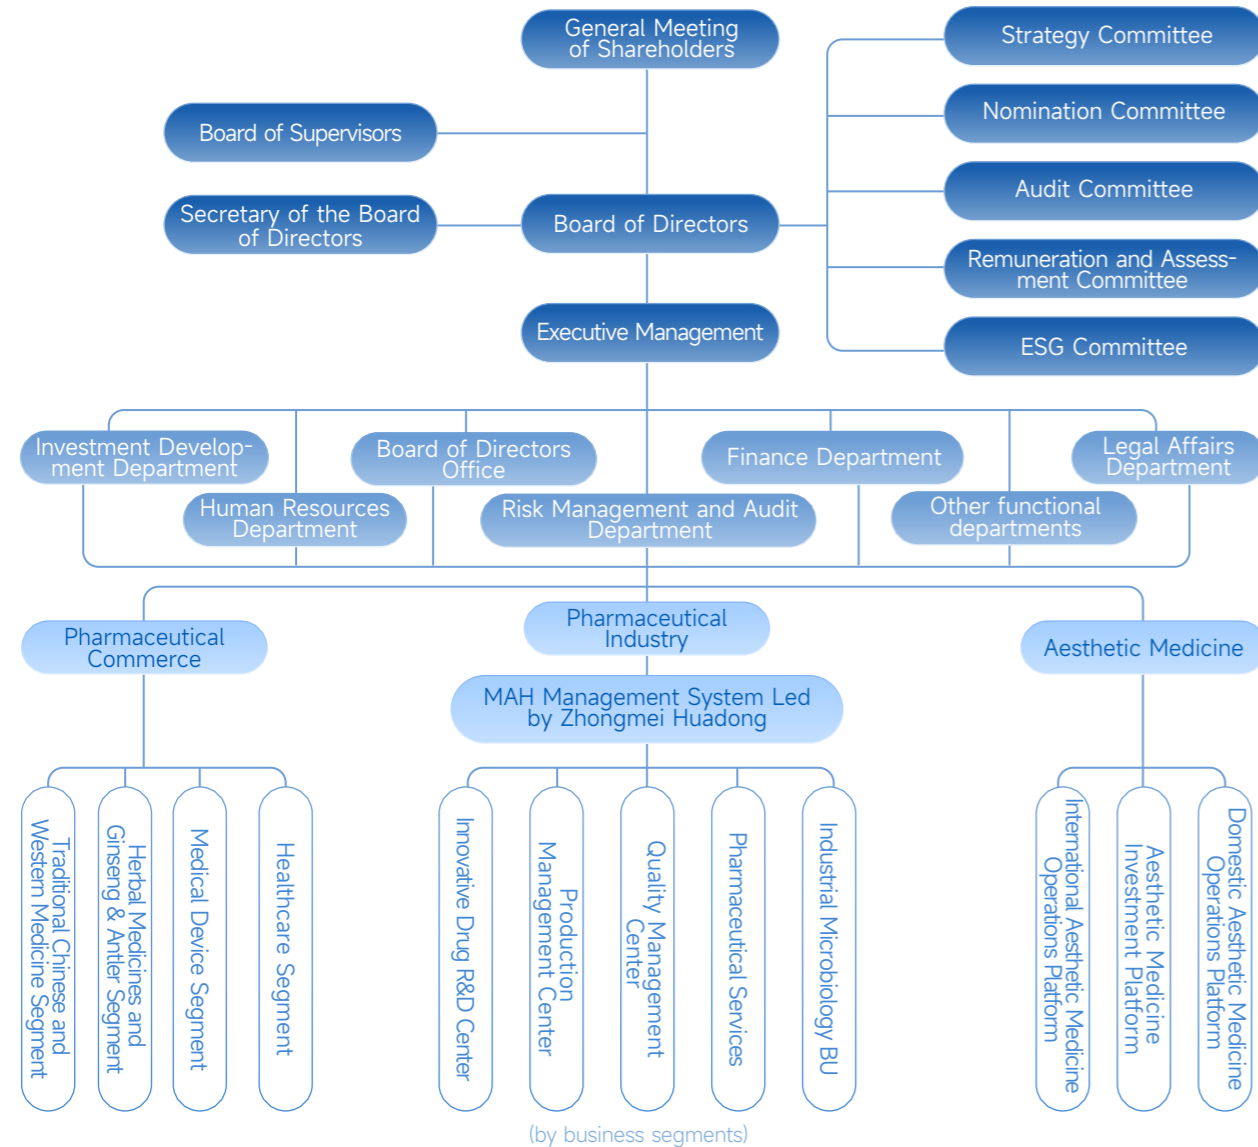 General Meeting
of Shareholders
Strategy Committee
Nomination Committee
Board of Supervisors
Audit Committee
Secretary of the Board
of Directors
Board of Directors
Remuneration and Assess-
ment Committee
Executive Management
ESG Committee
Investment Develop-
ment Department
Board of Directors
Office
Finance Department
Legal Affairs
Department
Human Resources
Department
Risk Management and Audit
Department
Other functional
departments
Pharmaceutical
Commerce
Pharmaceutical
Industry
Aesthetic Medicine
MAH Management System Led
by Zhongmei Huadong
Traditional Chinese and
Western Medicine Segment
Herbal Medicines and
Ginseng & Antler Segment
Medical Device Segment
Healthcare Segment
Innovative Drug R&D Center
Production
Management Center
Quality Management
Center
Pharmaceutical Services
Industrial Microbiology BU
International Aesthetic Medicine
Operations Platform
Aesthetic Medicine
Investment Platform
Domestic Aesthetic Medicine
Operations Platform
(by business segments)